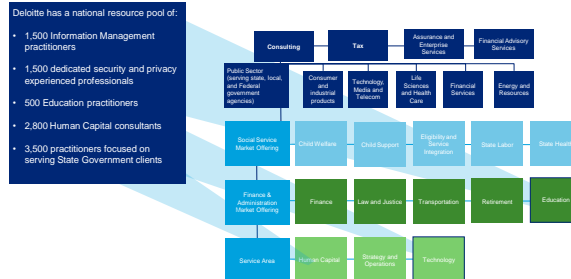 Deloitte has a national resource pool of:
• 1,500 Information Management
practitioners
• 1,500 dedicated security and privacy
experienced professionals
• 500 Education practitioners
• 2,800 Human Capital consultants
• 3,500 practitioners focused on
serving State Government clients
Consulting
Tax
Assurance and
Enterprise
Services
Financial Advisory
Services
Public Sector
(serving state, local,
and Federal
government
agencies)
Consumer
and
industrial
products
Technology,
Media and
Telecom
Life
Sciences
and Health
Care
Financial
Services
Energy and
Resources
Social Service
Market Offering
Child Welfare
Child Support
Eligibility and
Service
Integration
State Labor
State Health
Finance &
Administration
Market Offering
Finance
Law and Justice
Transportation
Retirement
Education
Service Area
Human Capital
Strategy and
Operations
Technology